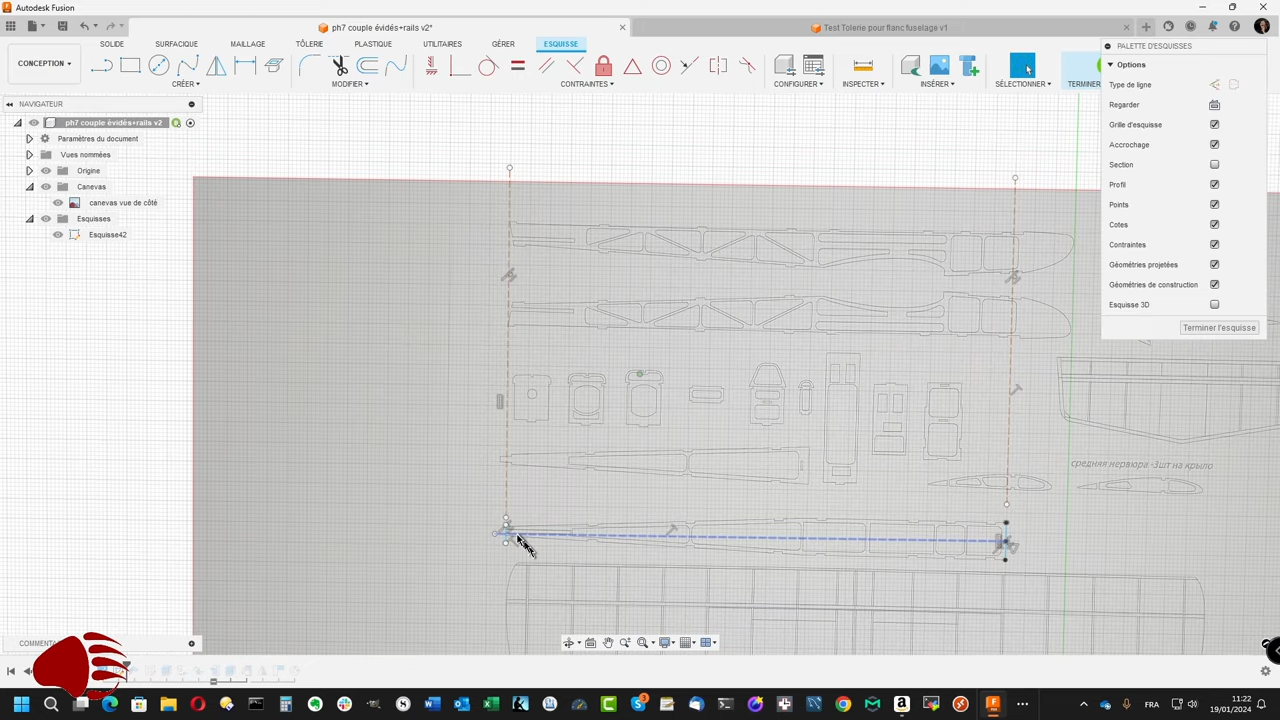 Autodesk Fusion
ph7 couple évidés+rails v2*
Test Tolerie pour flanc fuselage v1
SOLIDE
SURFACIQUE
MAILLAGE
TÔLERIE
PLASTIQUE
UTILITAIRES
GÉRER
ESQUISSE
CONCEPTION
CRÉER
MODIFIER
CONTRAINTES
CONFIGURER
INSPECTER
INSÉRER
SÉLECTIONNER
TERMINER
PALETTE D'ESQUISSES
Options
Type de ligne
Regarder
Grille d'esquisse
Accrochage
Section
Profil
Points
Cotes
Contraintes
Géométries projetées
Géométries de construction
Esquisse 3D
Terminer l'esquisse
NAVIGATEUR
ph7 couple évidés+rails v2
Paramètres du document
Vues nommées
Origine
Canevas
canevas vue de côté
Esquisses
Esquisse42
средняя нервюра -3шт на крыло
COMMENTA
FRA
11:22
19/01/2024